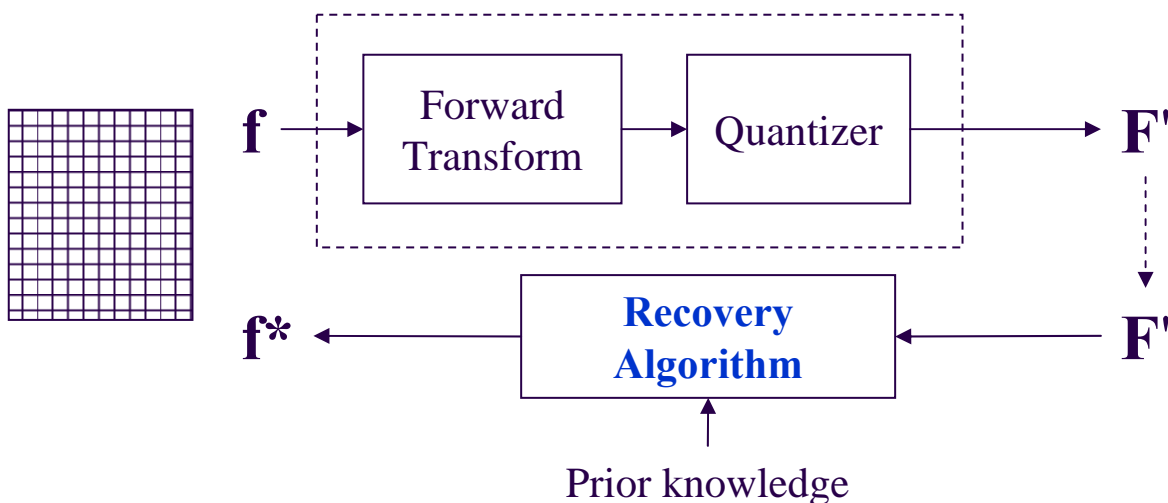 f
Forward
Transform
Quantizer
F'
f*
Recovery
Algorithm
F'
Prior knowledge